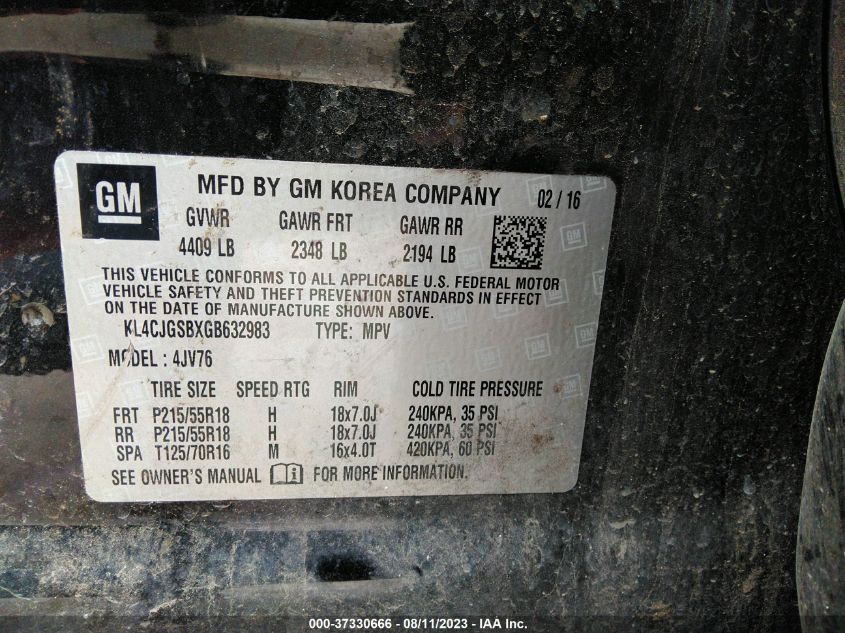 GM MFD BY GM KOREA COMPANY 02 / 16
GVWR GAWR FRT GAWR RR
4409 LB 2348 LB 2194 LB
THIS VEHICLE CONFORMS TO ALL APPLICABLE U.S. FEDERAL MOTOR
VEHICLE SAFETY AND THEFT PREVENTION STANDARDS IN EFFECT
ON THE DATE OF MANUFACTURE SHOWN ABOVE.
KL4CJGSBXGB632983 TYPE: MPV
MODEL : 4JV76
TIRE SIZE SPEED RTG RIM COLD TIRE PRESSURE
FRT P215/55R18 H 18x7.0J 240KPA, 35 PSI
RR P215/55R18 H 18x7.0J 240KPA, 35 PSI
SPA T125/70R16 M 16x4.0T 420KPA, 60 PSI
SEE OWNER'S MANUAL FOR MORE INFORMATION.
000-37330666 - 08/11/2023 - IAA Inc.